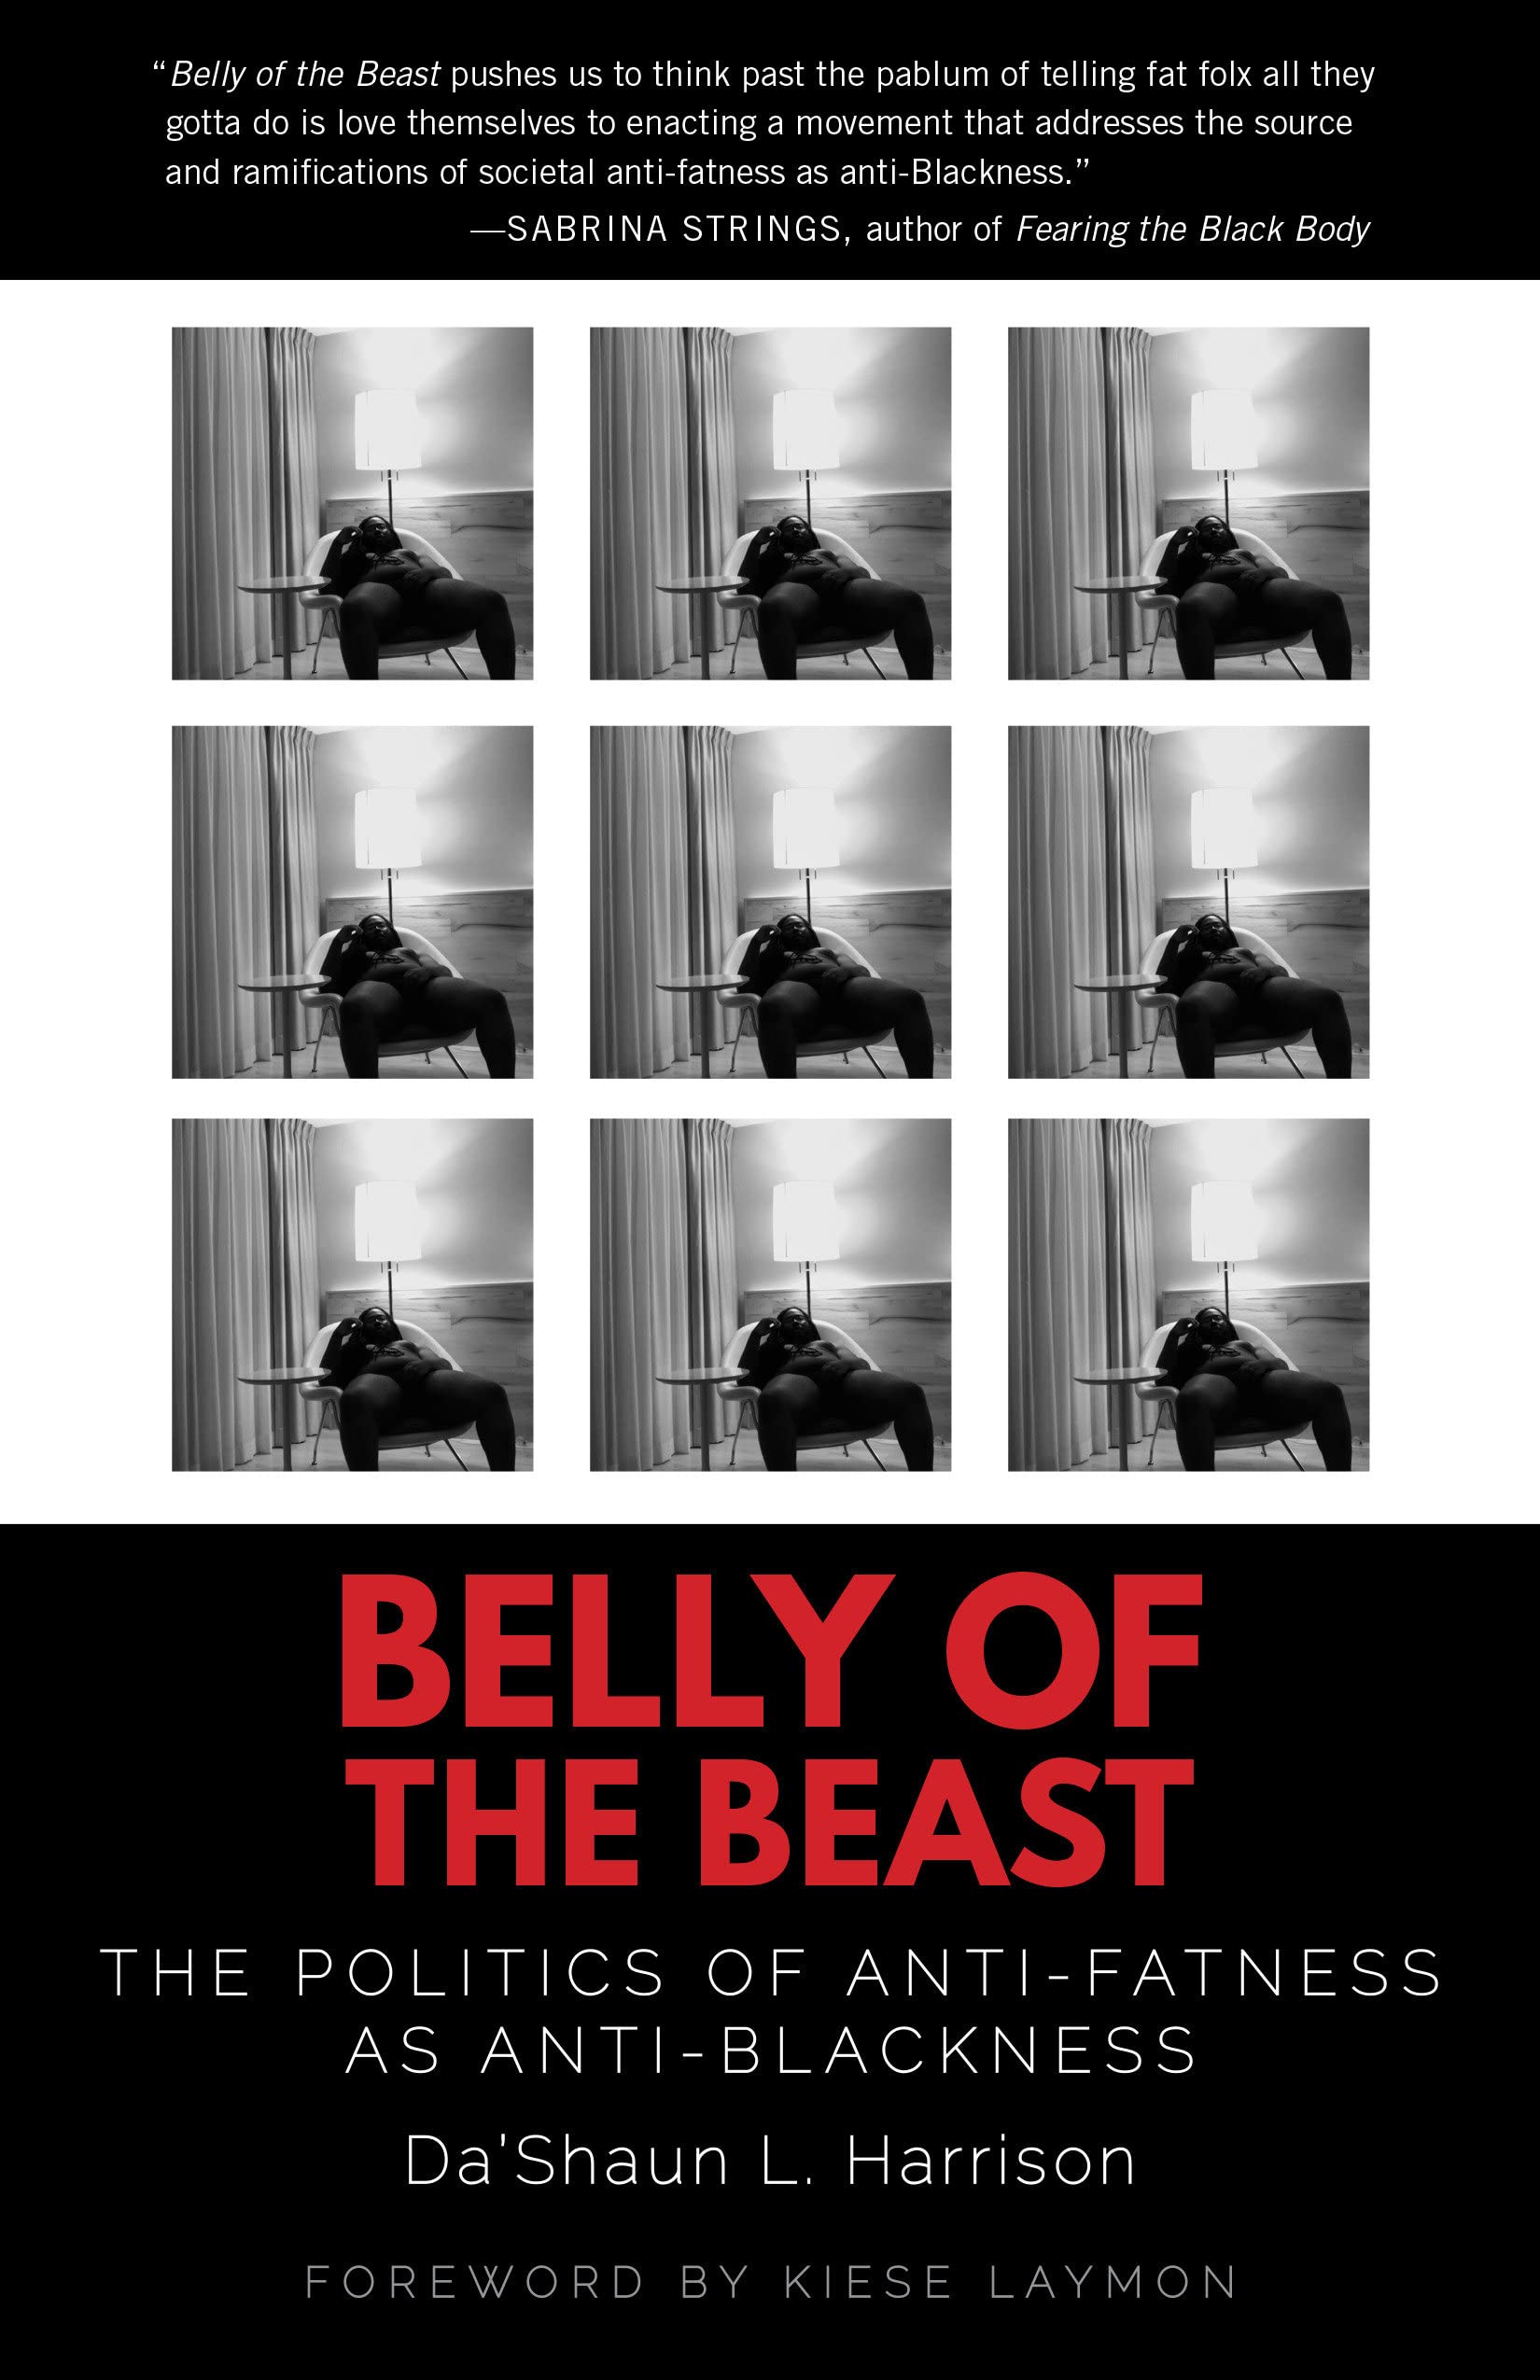 “Belly of the Beast pushes us to think past the pablum of telling fat folx all they
gotta do is love themselves to enacting a movement that addresses the source
and ramifications of societal anti-fatness as anti-Blackness.”
—SABRINA STRINGS, author of Fearing the Black Body
BELLY OF
THE BEAST
THE POLITICS OF ANTI-FATNESS
AS ANTI-BLACKNESS
Da'Shaun L. Harrison
FOREWORD BY KIESE LAYMON